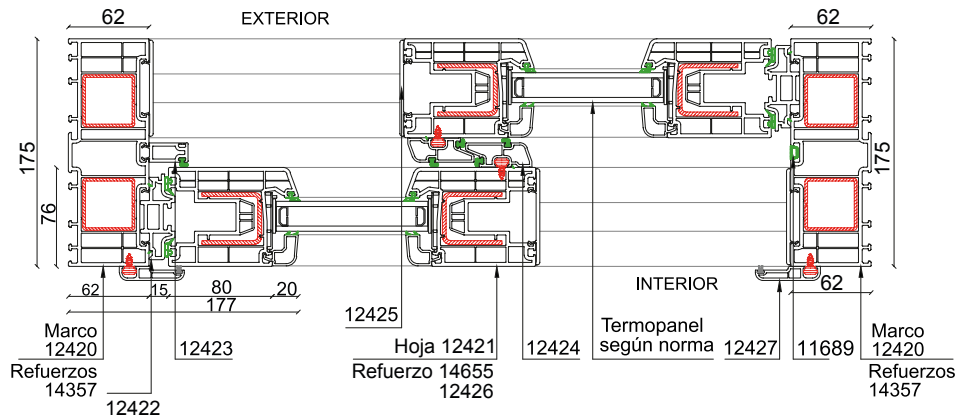 62
EXTERIOR
62
175
76
175
INTERIOR
62
15
80
20
177
62
Marco
12420
Refuerzos
14357
12422
12423
12425
Hoja 12421
Refuerzo 14655
12426
12424
Termopanel
según norma
12427
11689
Marco
12420
Refuerzos
14357